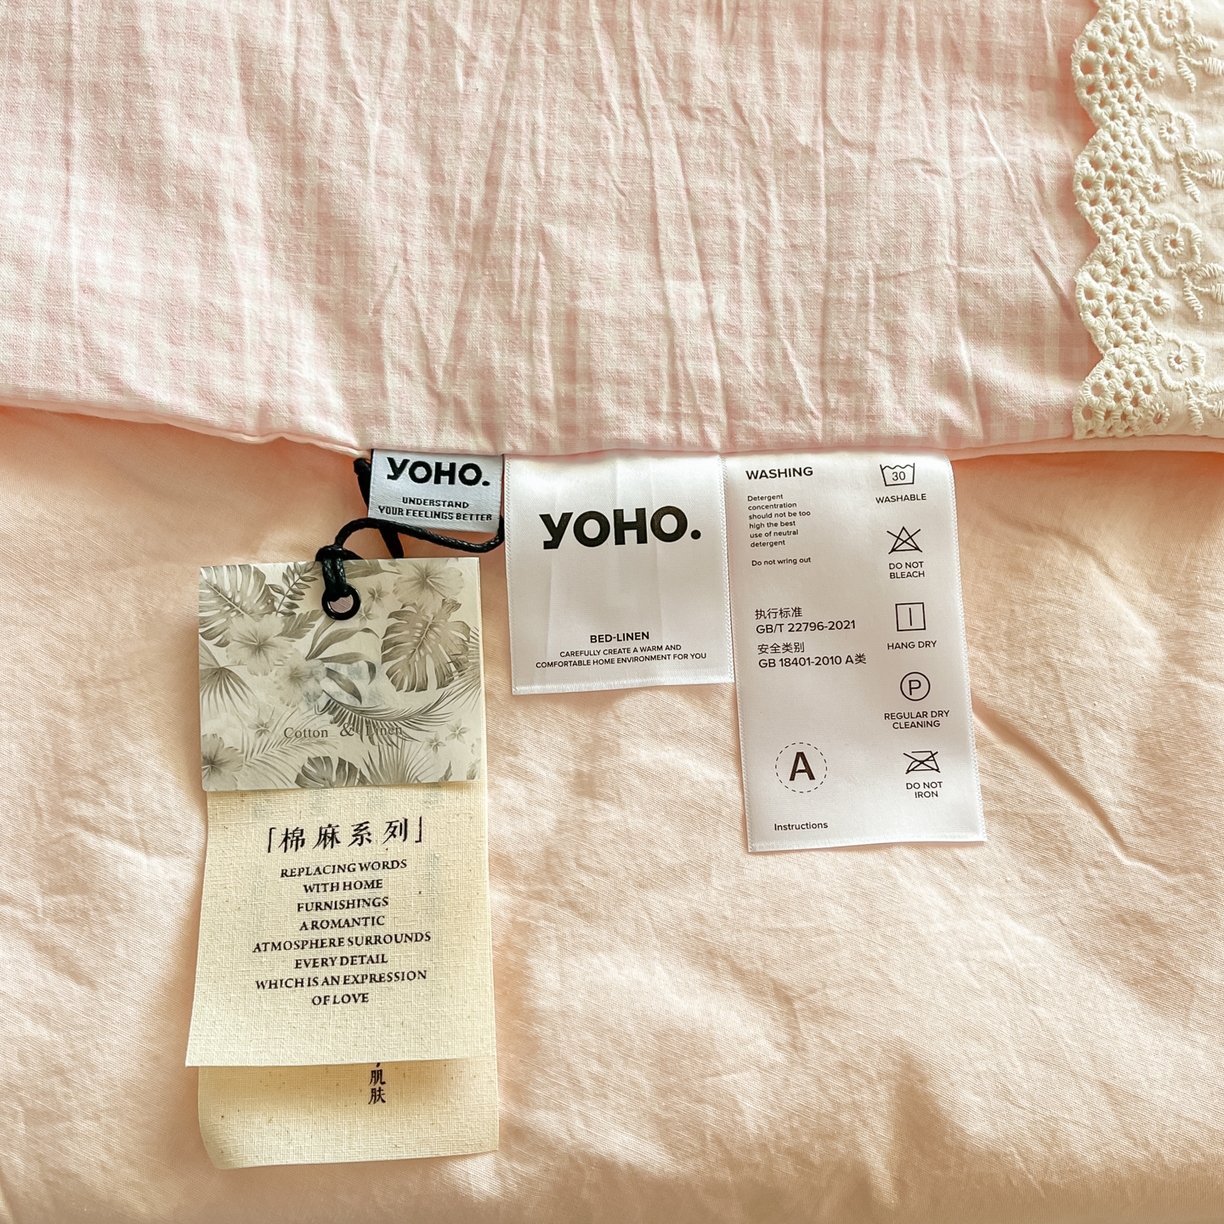 YOHO.
UNDERSTAND
YOUR FEELINGS BETTER
YOHO.
BED-LINEN
CAREFULLY CREATE A WARM AND
COMFORTABLE HOME ENVIRONMENT FOR YOU
WASHING
Detergent
concentration
should not be too
high the best
use of neutral
detergent
Do not wring out
执行标准
GB/T 22796-2021
安全类别
GB 18401-2010 A类
A
Instructions
30
WASHABLE
DO NOT
BLEACH
HANG DRY
P
REGULAR DRY
CLEANING
DO NOT
IRON
Cotton & Linen
「棉麻系列」
REPLACING WORDS
WITH HOME
FURNISHINGS
A ROMANTIC
ATMOSPHERE SURROUNDS
EVERY DETAIL
WHICH IS AN EXPRESSION
OF LOVE
肌
肤